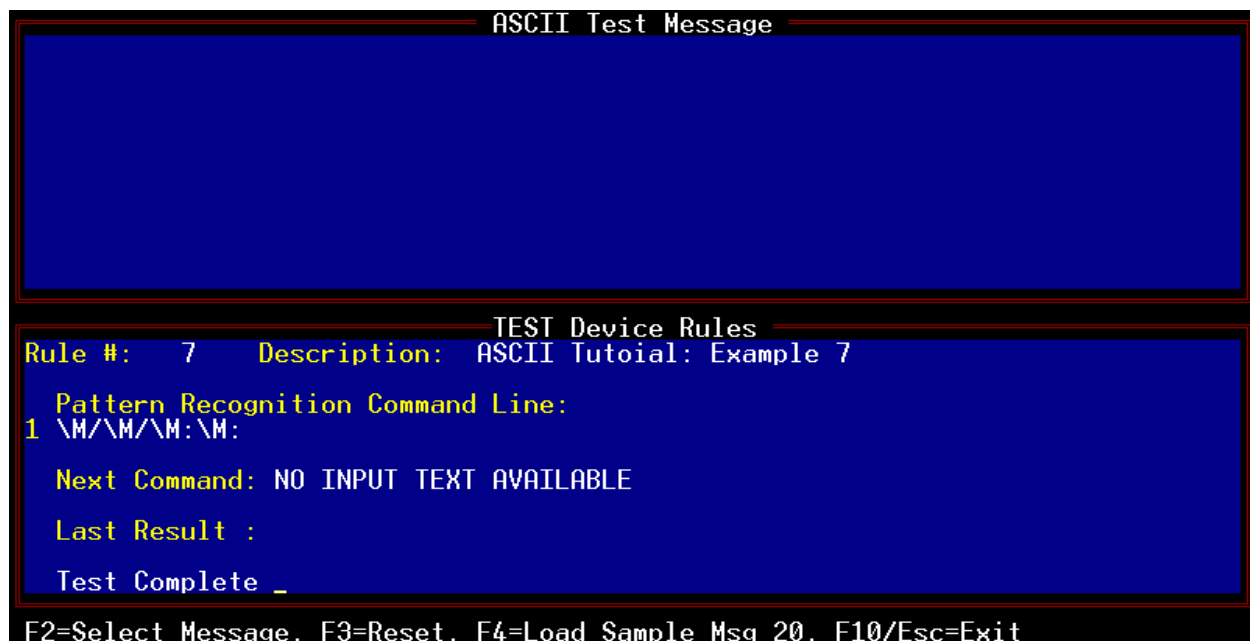 ASCII Test Message
TEST Device Rules
Rule #: 7 Description: ASCII Tutoial: Example 7
Pattern Recognition Command Line:
1 \M/\M/\M:\M:
Next Command: NO INPUT TEXT AVAILABLE
Last Result :
Test Complete _
F2=Select Message, F3=Reset, F4=Load Sample Msg 20, F10/Esc=Exit